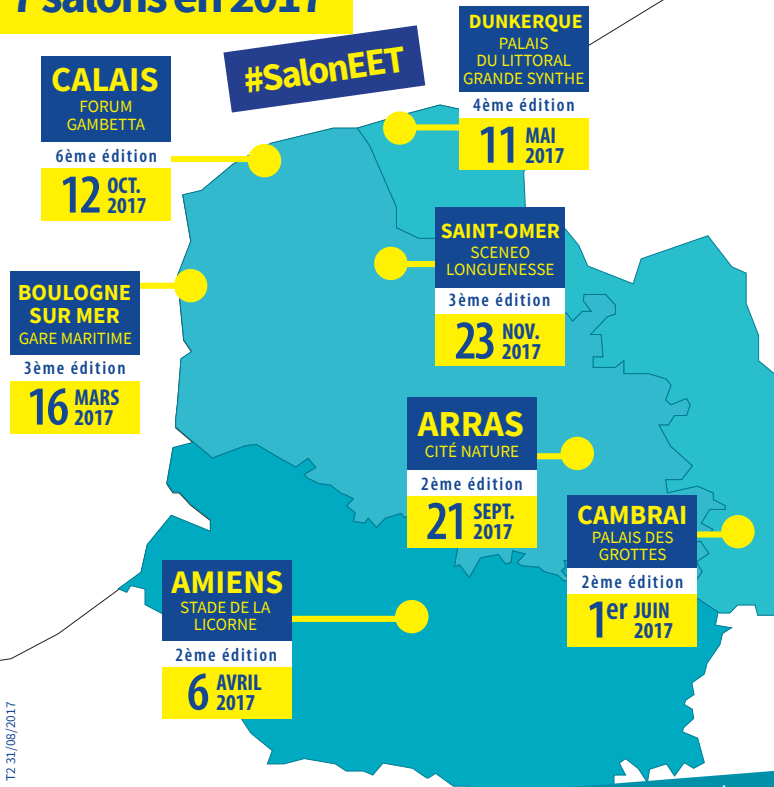 7 salons en 2017
#SalonEET
DUNKERQUE
PALAIS
DU LITTORAL
GRANDE SYNTHE
4ème édition
11 MAI
2017
CALAIS
FORUM
GAMBETTA
6ème édition
12 OCT.
2017
SAINT-OMER
SCENEO
LONGUENESSE
3ème édition
23 NOV.
2017
BOULOGNE
SUR MER
GARE MARITIME
3ème édition
16 MARS
2017
ARRAS
CITÉ NATURE
2ème édition
21 SEPT.
2017
CAMBRAI
PALAIS DES
GROTTES
2ème édition
1er JUIN
2017
AMIENS
STADE DE LA
LICORNE
2ème édition
6 AVRIL
2017
T2 31/08/2017